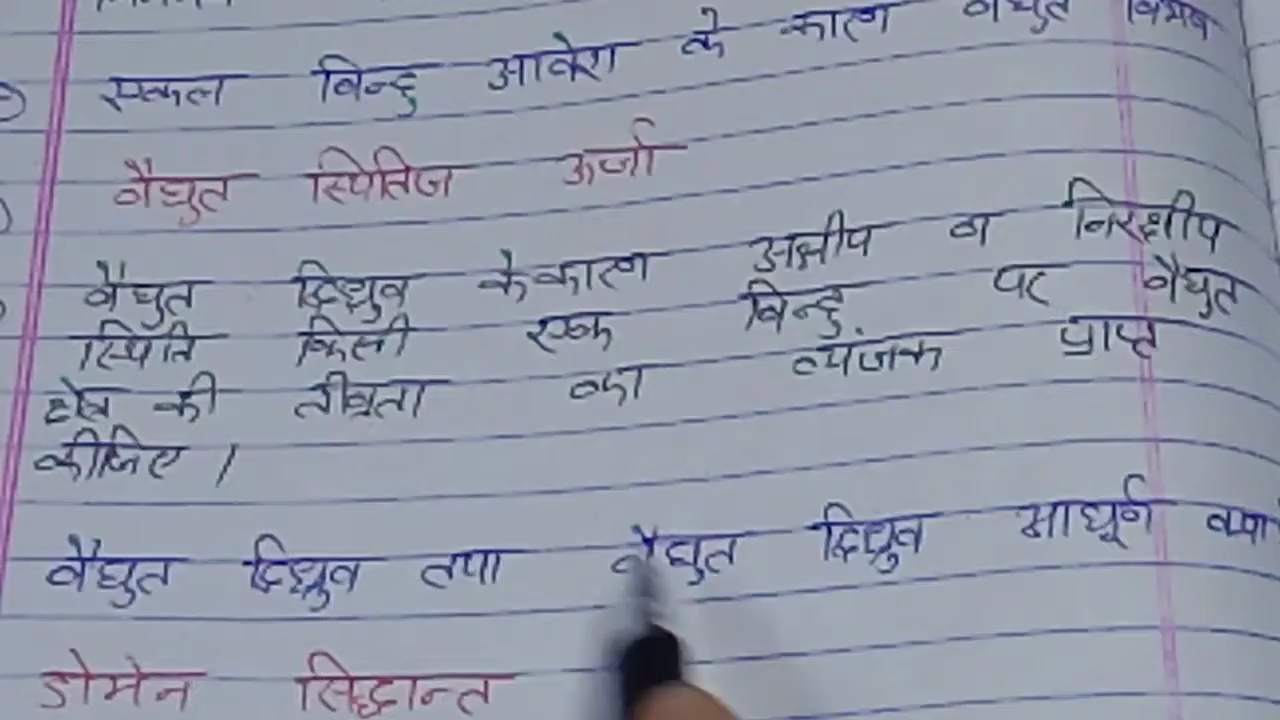 एकल बिन्दु आवेश के कारण वैद्युत विभव
वैद्युत स्थितिज ऊर्जा
वैद्युत द्विध्रुव के कारण अक्षीय व निरक्षीय
स्थिति किसी एक बिन्दु पर वैद्युत
क्षेत्र की तीव्रता का व्यंजक प्राप्त
कीजिए।
वैद्युत द्विध्रुव तथा वैद्युत द्विध्रुव आघूर्ण क्या
डोमेन सिद्धान्त